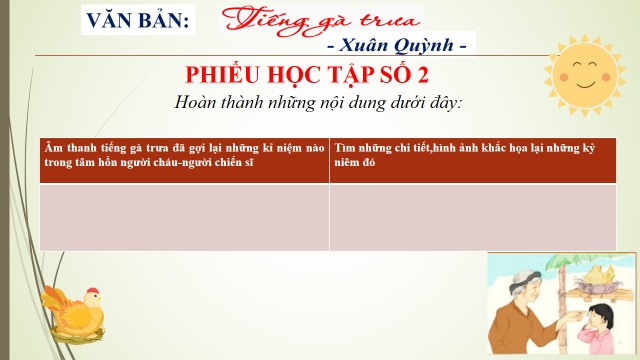 VĂN BẢN: Tiếng gà trưa
- Xuân Quỳnh -
PHIẾU HỌC TẬP SỐ 2
Hoàn thành những nội dung dưới đây:
Âm thanh tiếng gà trưa đã gợi lại những kí niệm nào
trong tâm hồn người cháu-người chiến sĩ
Tìm những chi tiết,hình ảnh khắc họa lại những kỷ
niêm đó